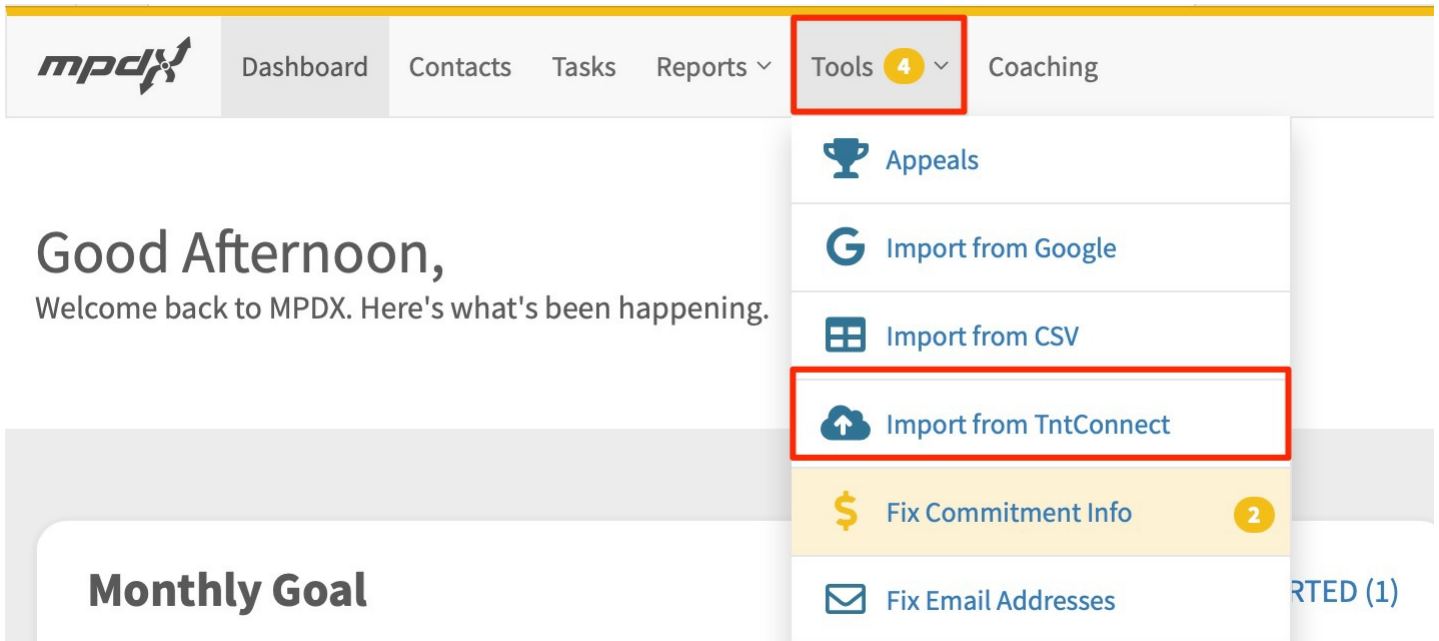 mpdx Dashboard Contacts Tasks Reports Tools 4 Coaching
Appeals
Import from Google
Import from CSV
Import from TntConnect
Fix Commitment Info 2
Fix Email Addresses
Good Afternoon,
Welcome back to MPDX. Here's what's been happening.
Monthly Goal
RTED (1)